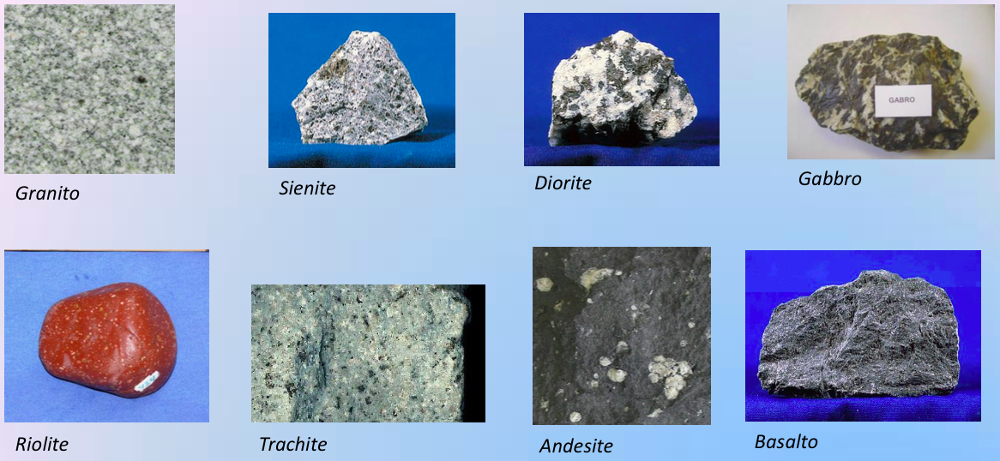 GABRO
Granito
Sienite
Diorite
Gabbro
Riolite
Trachite
Andesite
Basalto